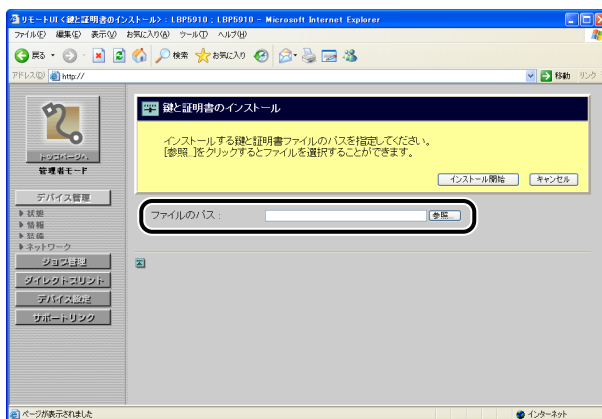 リモートUI <鍵と証明書のインストール> : LBP5910 ; LBP5910 - Microsoft Internet Explorer
ファイル(F) 編集(E) 表示(V) お気に入り(A) ツール(T) ヘルプ(H)
戻る 検索 お気に入り
アドレス(D) http:// 移動 リンク
鍵と証明書のインストール
インストールする鍵と証明書ファイルのパスを指定してください。
[参照...]をクリックするとファイルを選択することができます。
インストール開始 キャンセル
ファイルのパス : 参照...
トップページへ
管理者モード
デバイス管理
状態
情報
ネットワーク
ジョブ管理
ダイレクトプリント
デバイス設定
サポートリンク
ページが表示されました インターネット